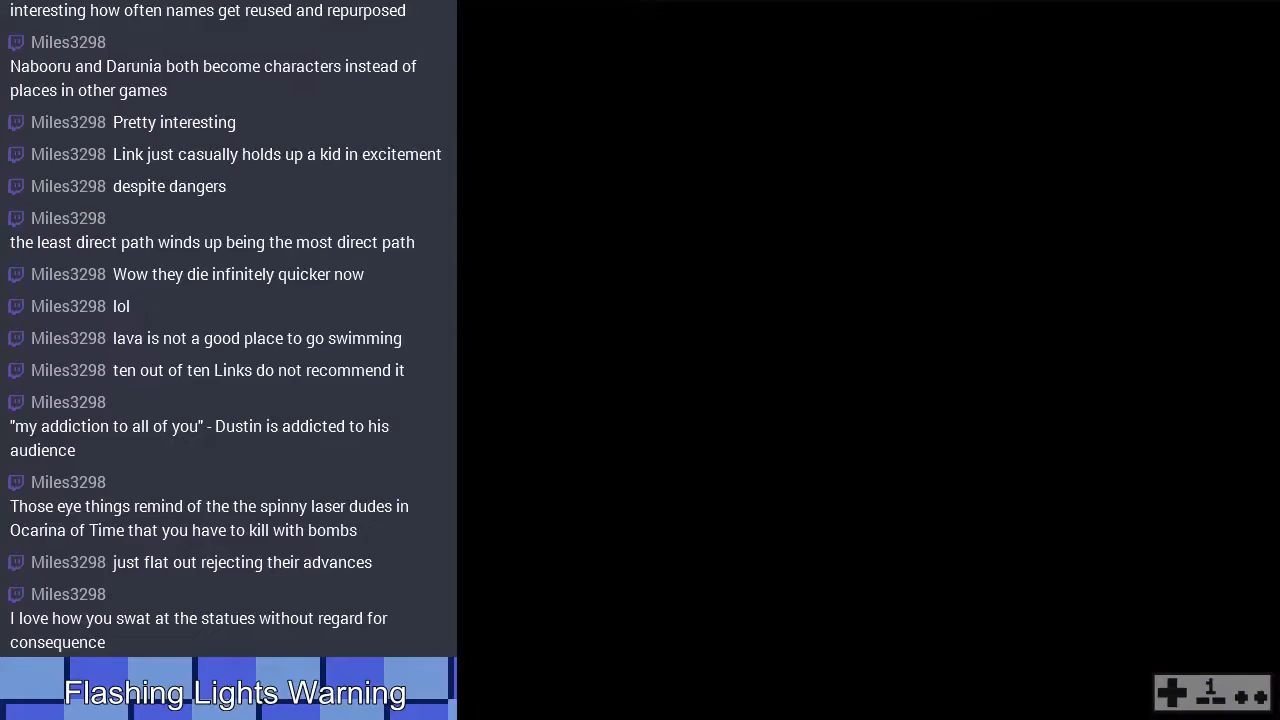 interesting how often names get reused and repurposed
Miles3298
Nabooru and Darunia both become characters instead of
places in other games
Miles3298 Pretty interesting
Miles3298 Link just casually holds up a kid in excitement
Miles3298 despite dangers
Miles3298
the least direct path winds up being the most direct path
Miles3298 Wow they die infinitely quicker now
Miles3298 lol
Miles3298 lava is not a good place to go swimming
Miles3298 ten out of ten Links do not recommend it
Miles3298
"my addiction to all of you" - Dustin is addicted to his
audience
Miles3298
Those eye things remind of the the spinny laser dudes in
Ocarina of Time that you have to kill with bombs
Miles3298 just flat out rejecting their advances
Miles3298
I love how you swat at the statues without regard for
consequence
Flashing Lights Warning
1